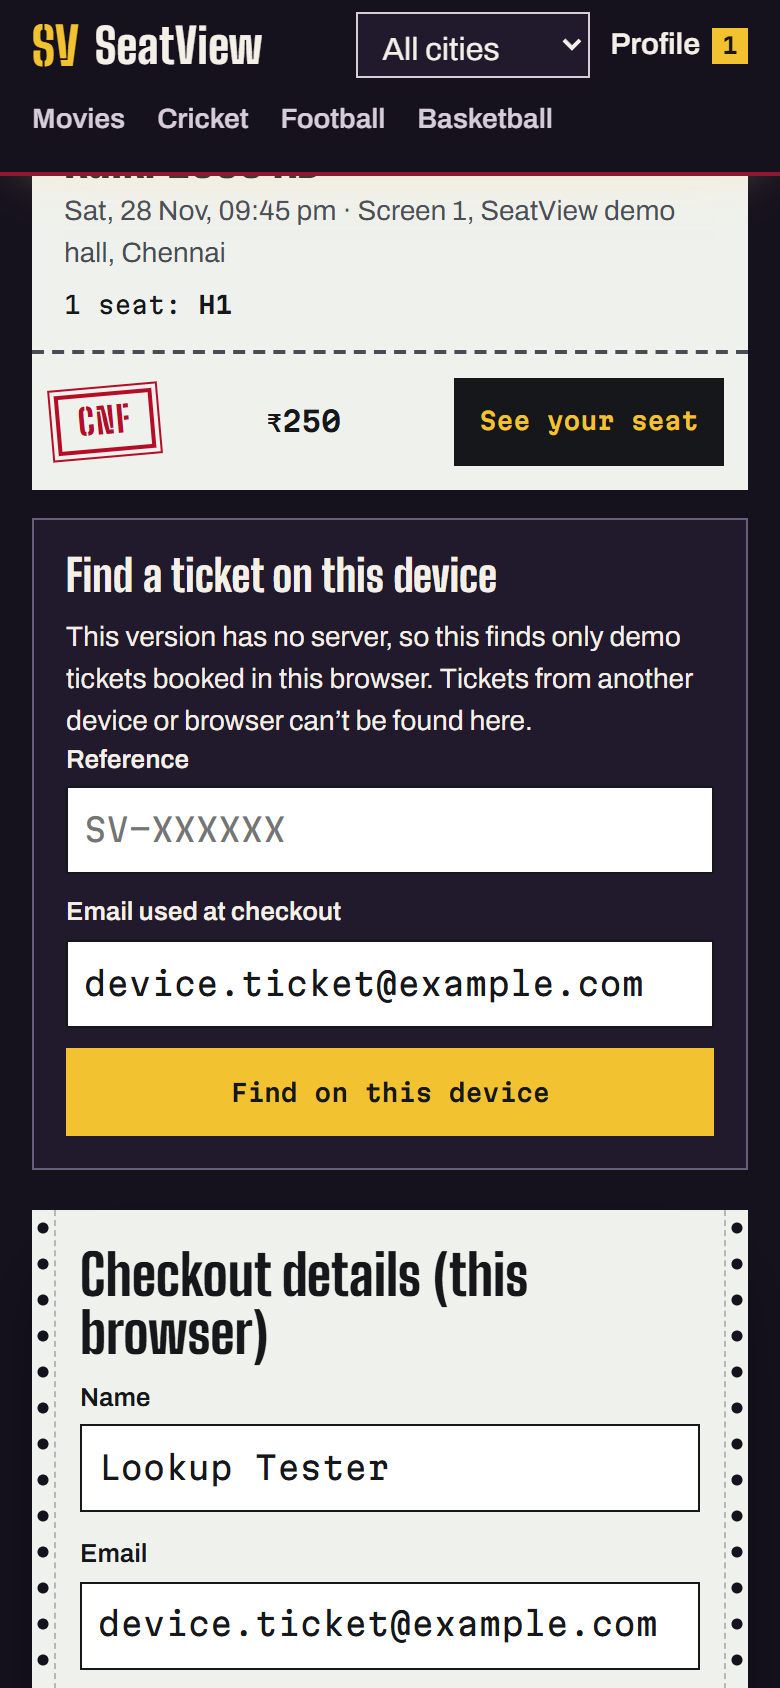 SV SeatView
All cities
Profile 1
Movies Cricket Football Basketball
Sat, 28 Nov, 09:45 pm · Screen 1, SeatView demo
hall, Chennai
1 seat: H1
CNF
₹250
See your seat
Find a ticket on this device
This version has no server, so this finds only demo
tickets booked in this browser. Tickets from another
device or browser can’t be found here.
Reference
SV–XXXXXX
Email used at checkout
device.ticket@example.com
Find on this device
Checkout details (this
browser)
Name
Lookup Tester
Email
device.ticket@example.com